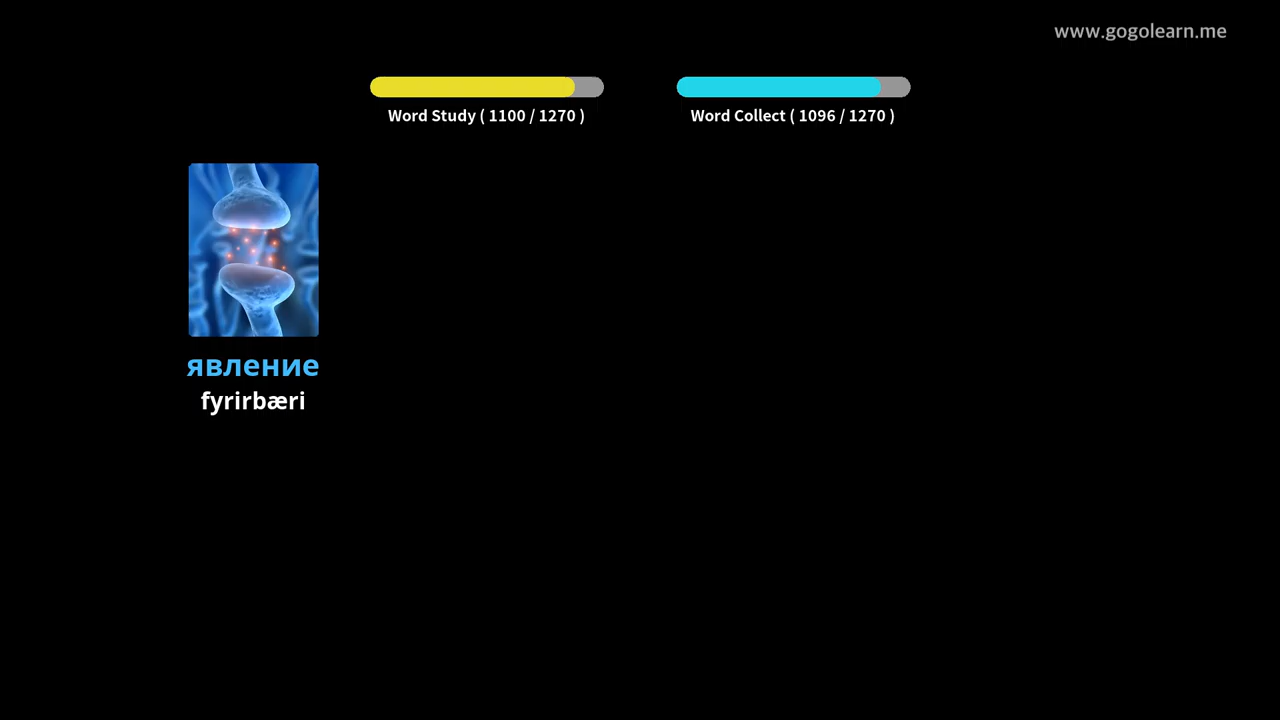 www.gogolearn.me
Word Study ( 1100 / 1270 )
Word Collect ( 1096 / 1270 )
явление
fyrirbæri